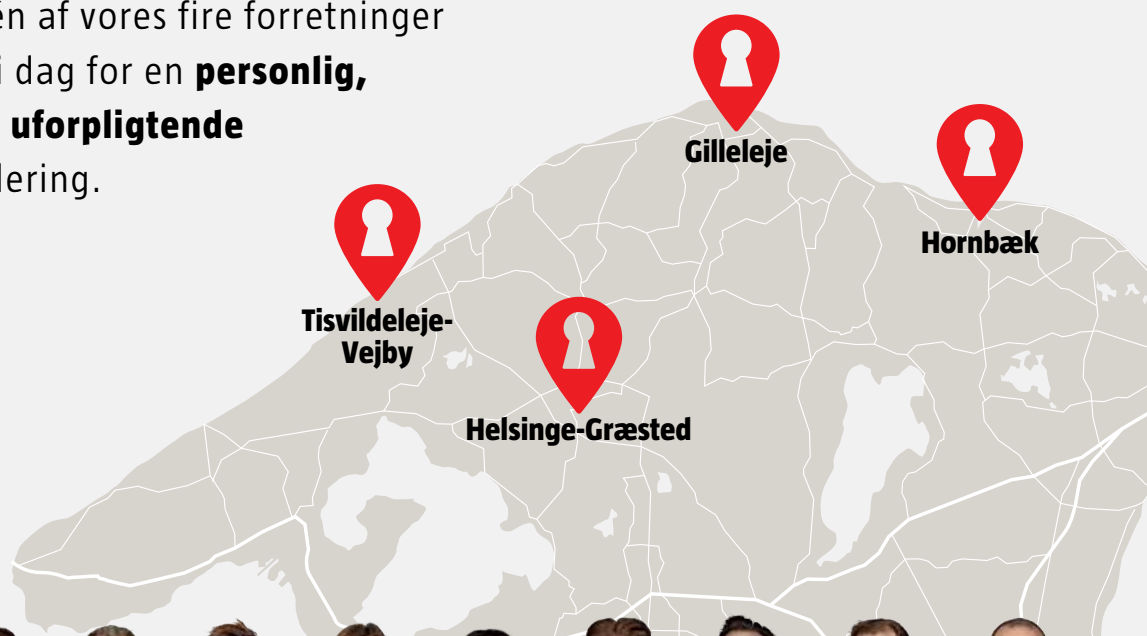 én af vores fire forretninger
i dag for en personlig,
uforpligtende
dering.
Gilleleje
Hornbæk
Tisvildeleje-
Vejby
Helsinge-Græsted